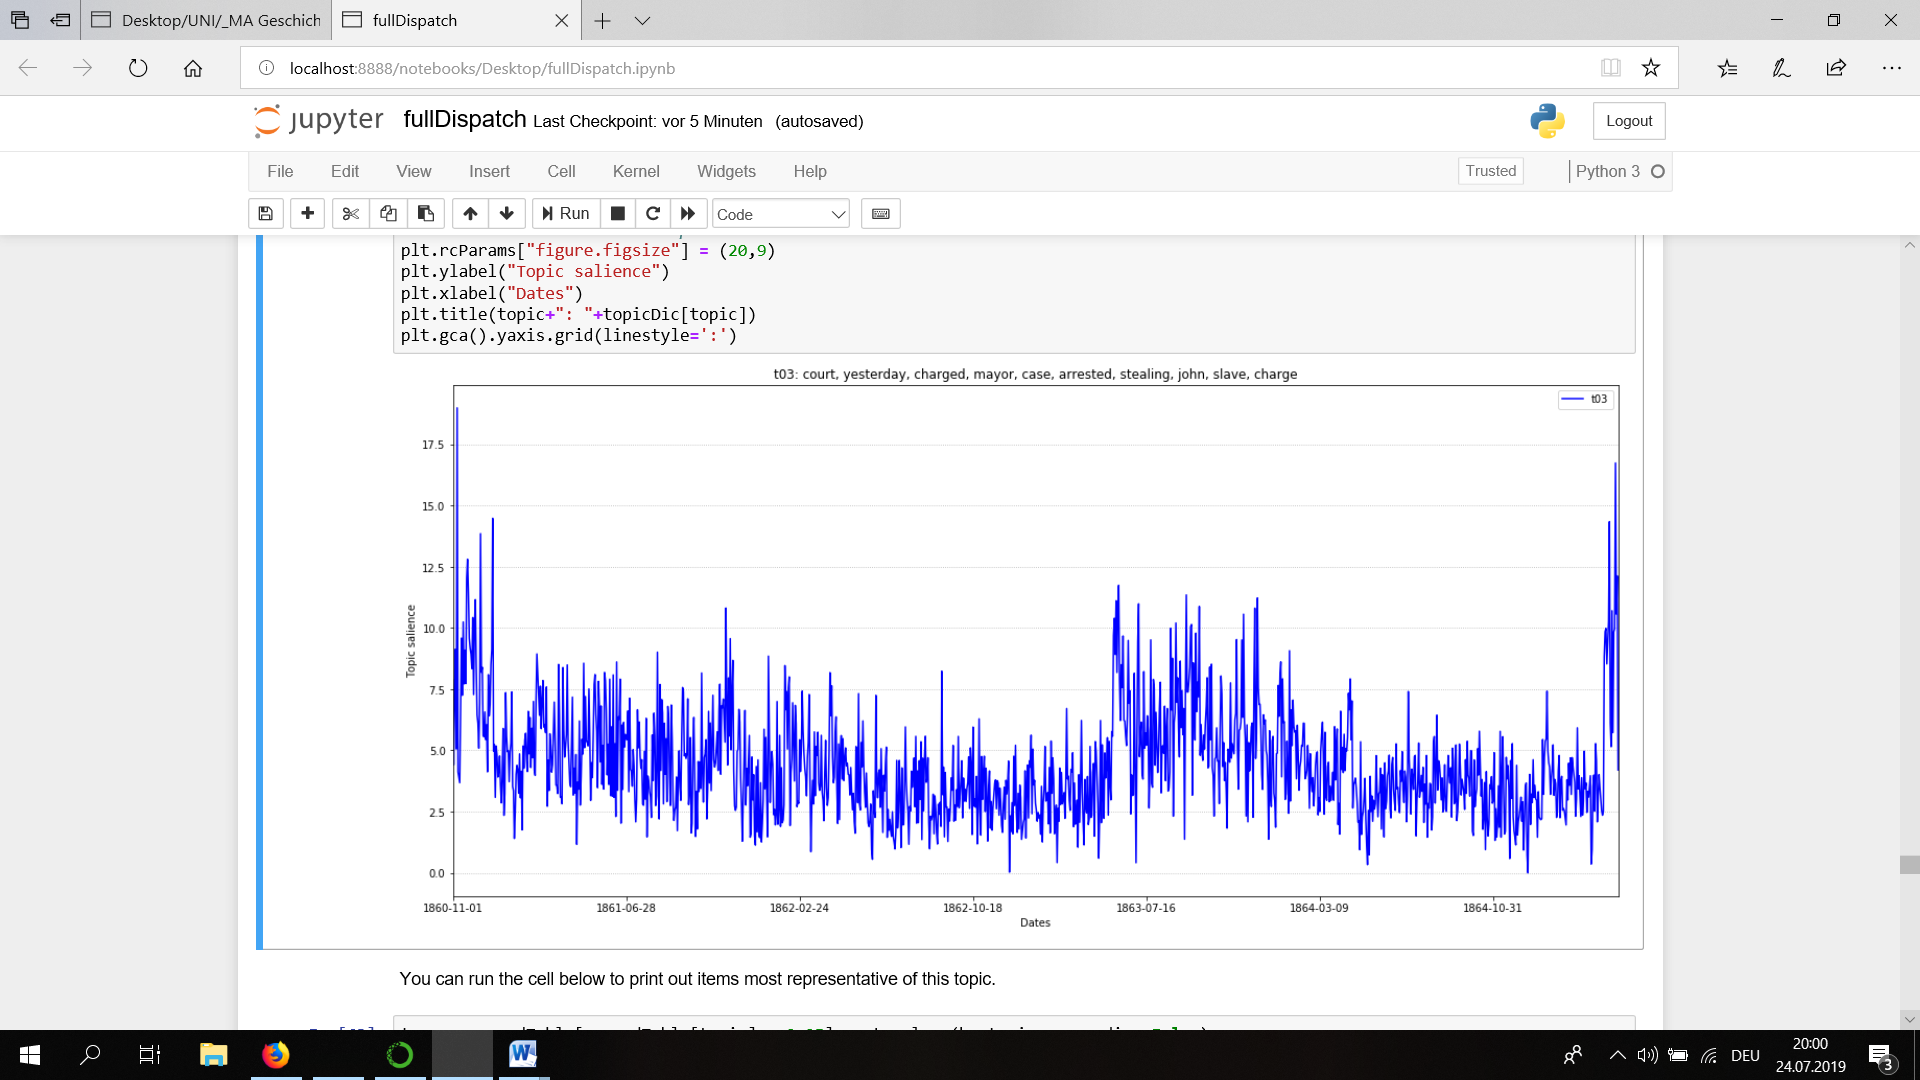 Desktop/UNI/_MA Geschich
fullDispatch
localhost:8888/notebooks/Desktop/fullDispatch.ipynb
jupyter fullDispatch Last Checkpoint: vor 5 Minuten (autosaved)
Logout
File Edit View Insert Cell Kernel Widgets Help
Trusted Python 3
Run Code
plt.rcParams["figure.figsize"] = (20,9)
plt.ylabel("Topic salience")
plt.xlabel("Dates")
plt.title(topic+": "+topicDic[topic])
plt.gca().yaxis.grid(linestyle=':')
t03: court, yesterday, charged, mayor, case, arrested, stealing, john, slave, charge
t03
17.5
15.0
12.5
10.0
7.5
5.0
2.5
0.0
Topic salience
1860-11-01 1861-06-28 1862-02-24 1862-10-18 1863-07-16 1864-03-09 1864-10-31
Dates
You can run the cell below to print out items most representative of this topic.
DEU
20:00
24.07.2019
3